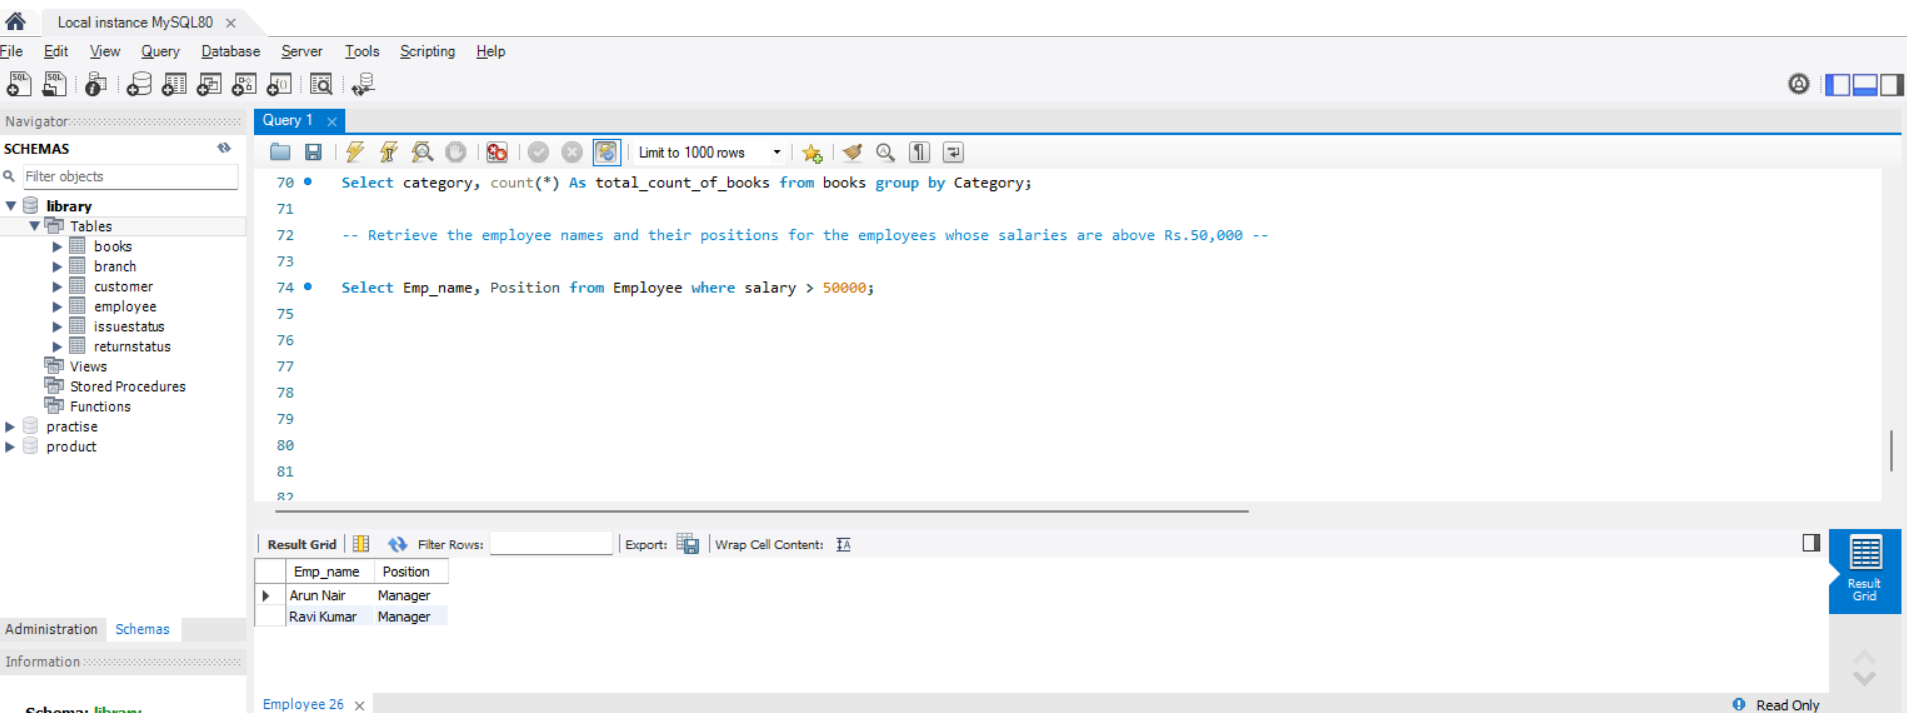 Local instance MySQL80 ×
File Edit View Query Database Server Tools Scripting Help
Navigator
Query 1 ×
SCHEMAS
Limit to 1000 rows
Filter objects
70 Select category, count(*) As total_count_of_books from books group by Category;
71
library
72 -- Retrieve the employee names and their positions for the employees whose salaries are above Rs.50,000 --
Tables
books
73
branch
customer
74 Select Emp_name, Position from Employee where salary > 50000;
employee
75
issuestatus
returnstatus
76
Views
77
Stored Procedures
78
Functions
79
practise
80
product
81
82
Result Grid Filter Rows: Export: Wrap Cell Content: IA
Emp_name Position
Result
Grid
Arun Nair Manager
Ravi Kumar Manager
Administration Schemas
Information
Employee 26 ×
Read Only
Schema: library